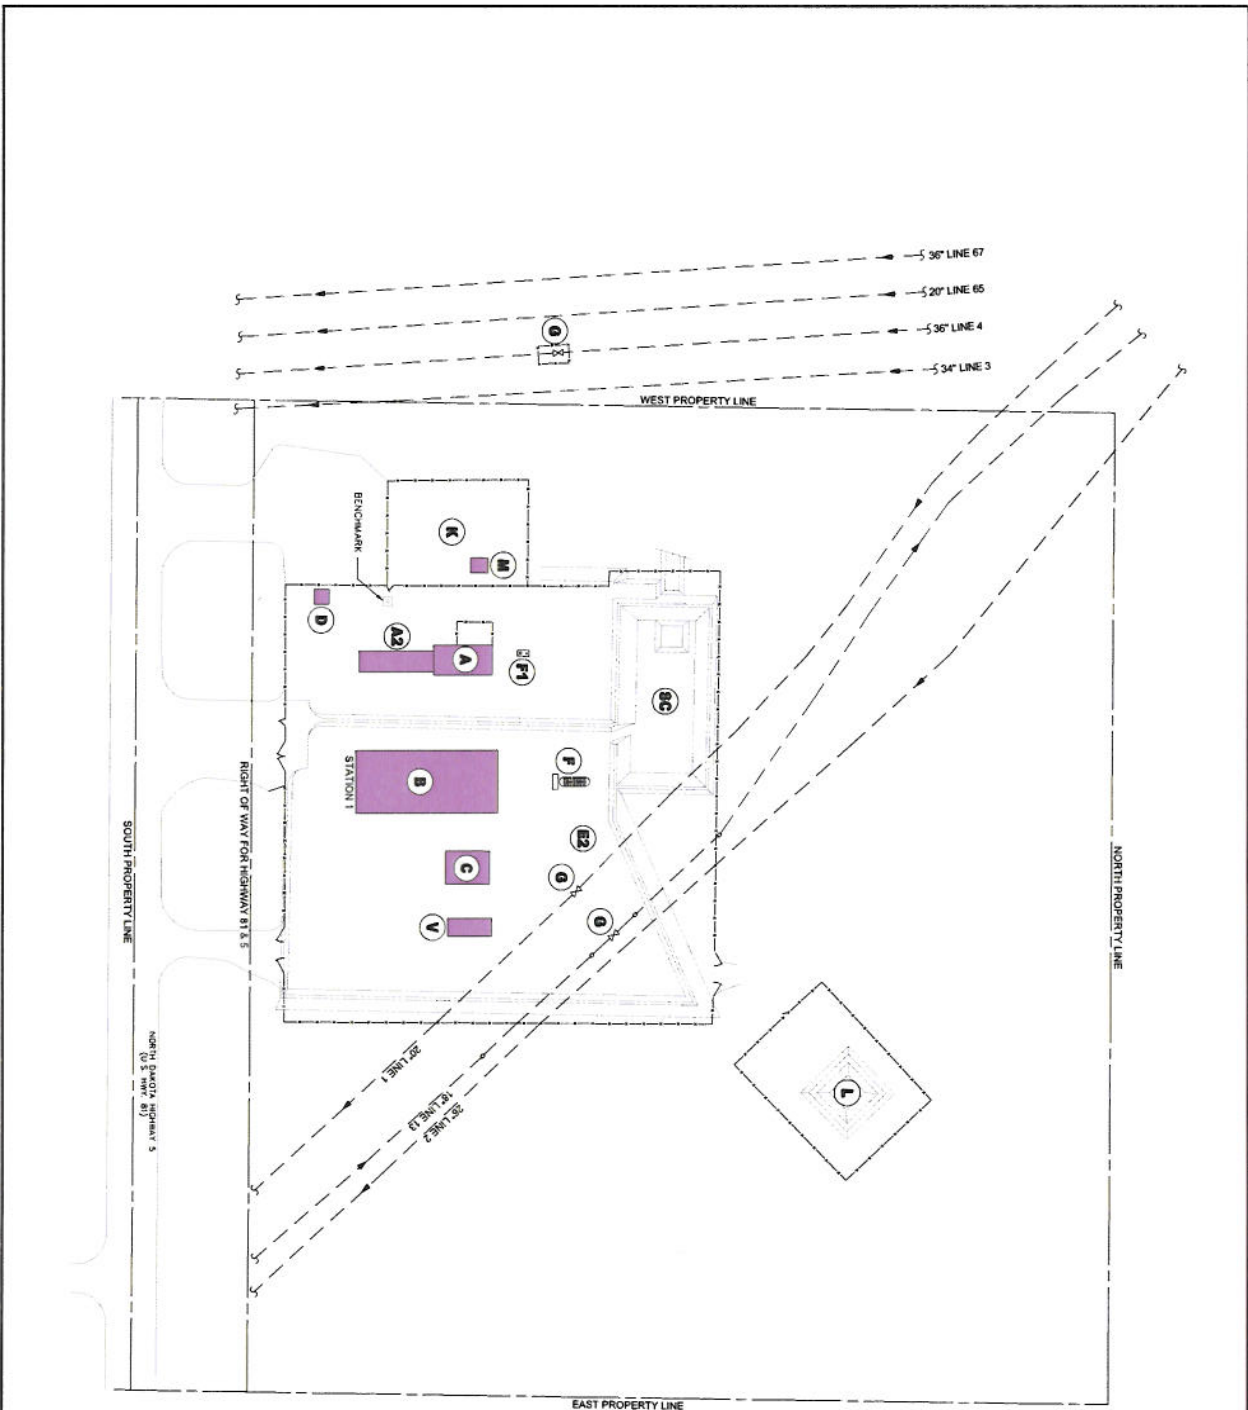 36" LINE 67
20" LINE 65
G
36" LINE 4
34" LINE 3
WEST PROPERTY LINE
BENCHMARK
K
M
D
A2
A
F1
SC
STATION 1
B
F
E2
C
G
G
V
RIGHT OF WAY FOR HIGHWAY 81 & 5
SOUTH PROPERTY LINE
NORTH PROPERTY LINE
NORTH DAKOTA HIGHWAY 5
(U.S. HWY. 81)
20" LINE 1
18" LINE 13
26" LINE 2
L
EAST PROPERTY LINE